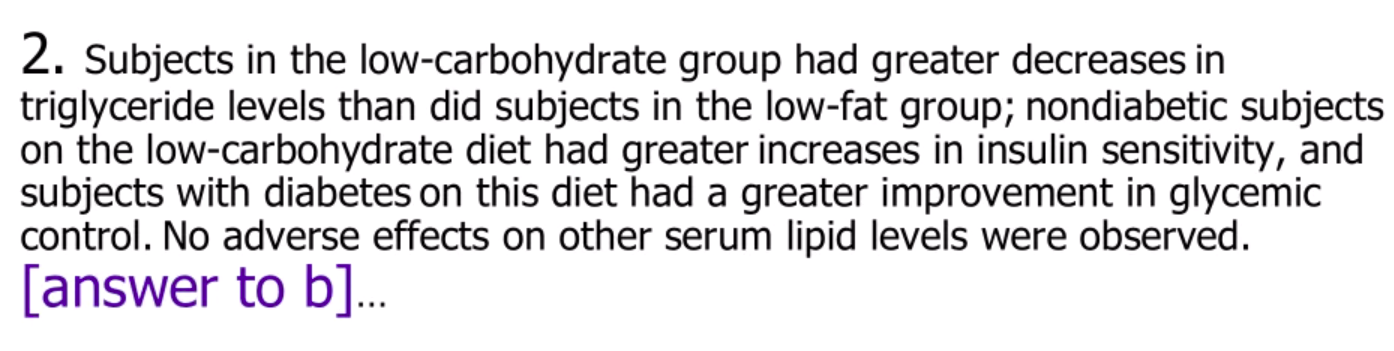 2. Subjects in the low-carbohydrate group had greater decreases in
triglyceride levels than did subjects in the low-fat group; nondiabetic subjects
on the low-carbohydrate diet had greater increases in insulin sensitivity, and
subjects with diabetes on this diet had a greater improvement in glycemic
control. No adverse effects on other serum lipid levels were observed.
[answer to b]...